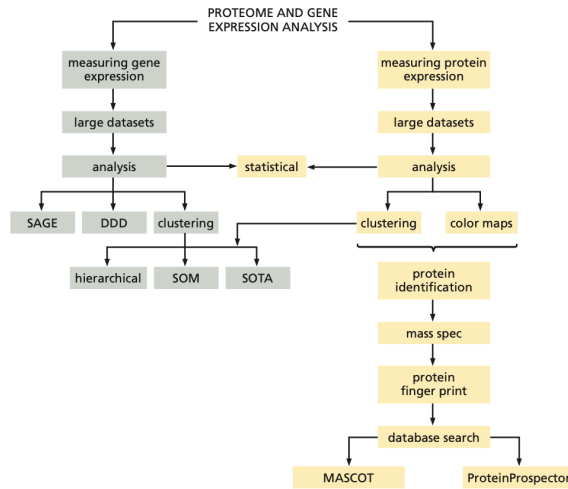 PROTEOME AND GENE
EXPRESSION ANALYSIS
measuring gene
expression
measuring protein
expression
large datasets
large datasets
analysis
statistical
analysis
SAGE
DDD
clustering
clustering
color maps
hierarchical
SOM
SOTA
protein
identification
mass spec
protein
finger print
database search
MASCOT
ProteinProspector